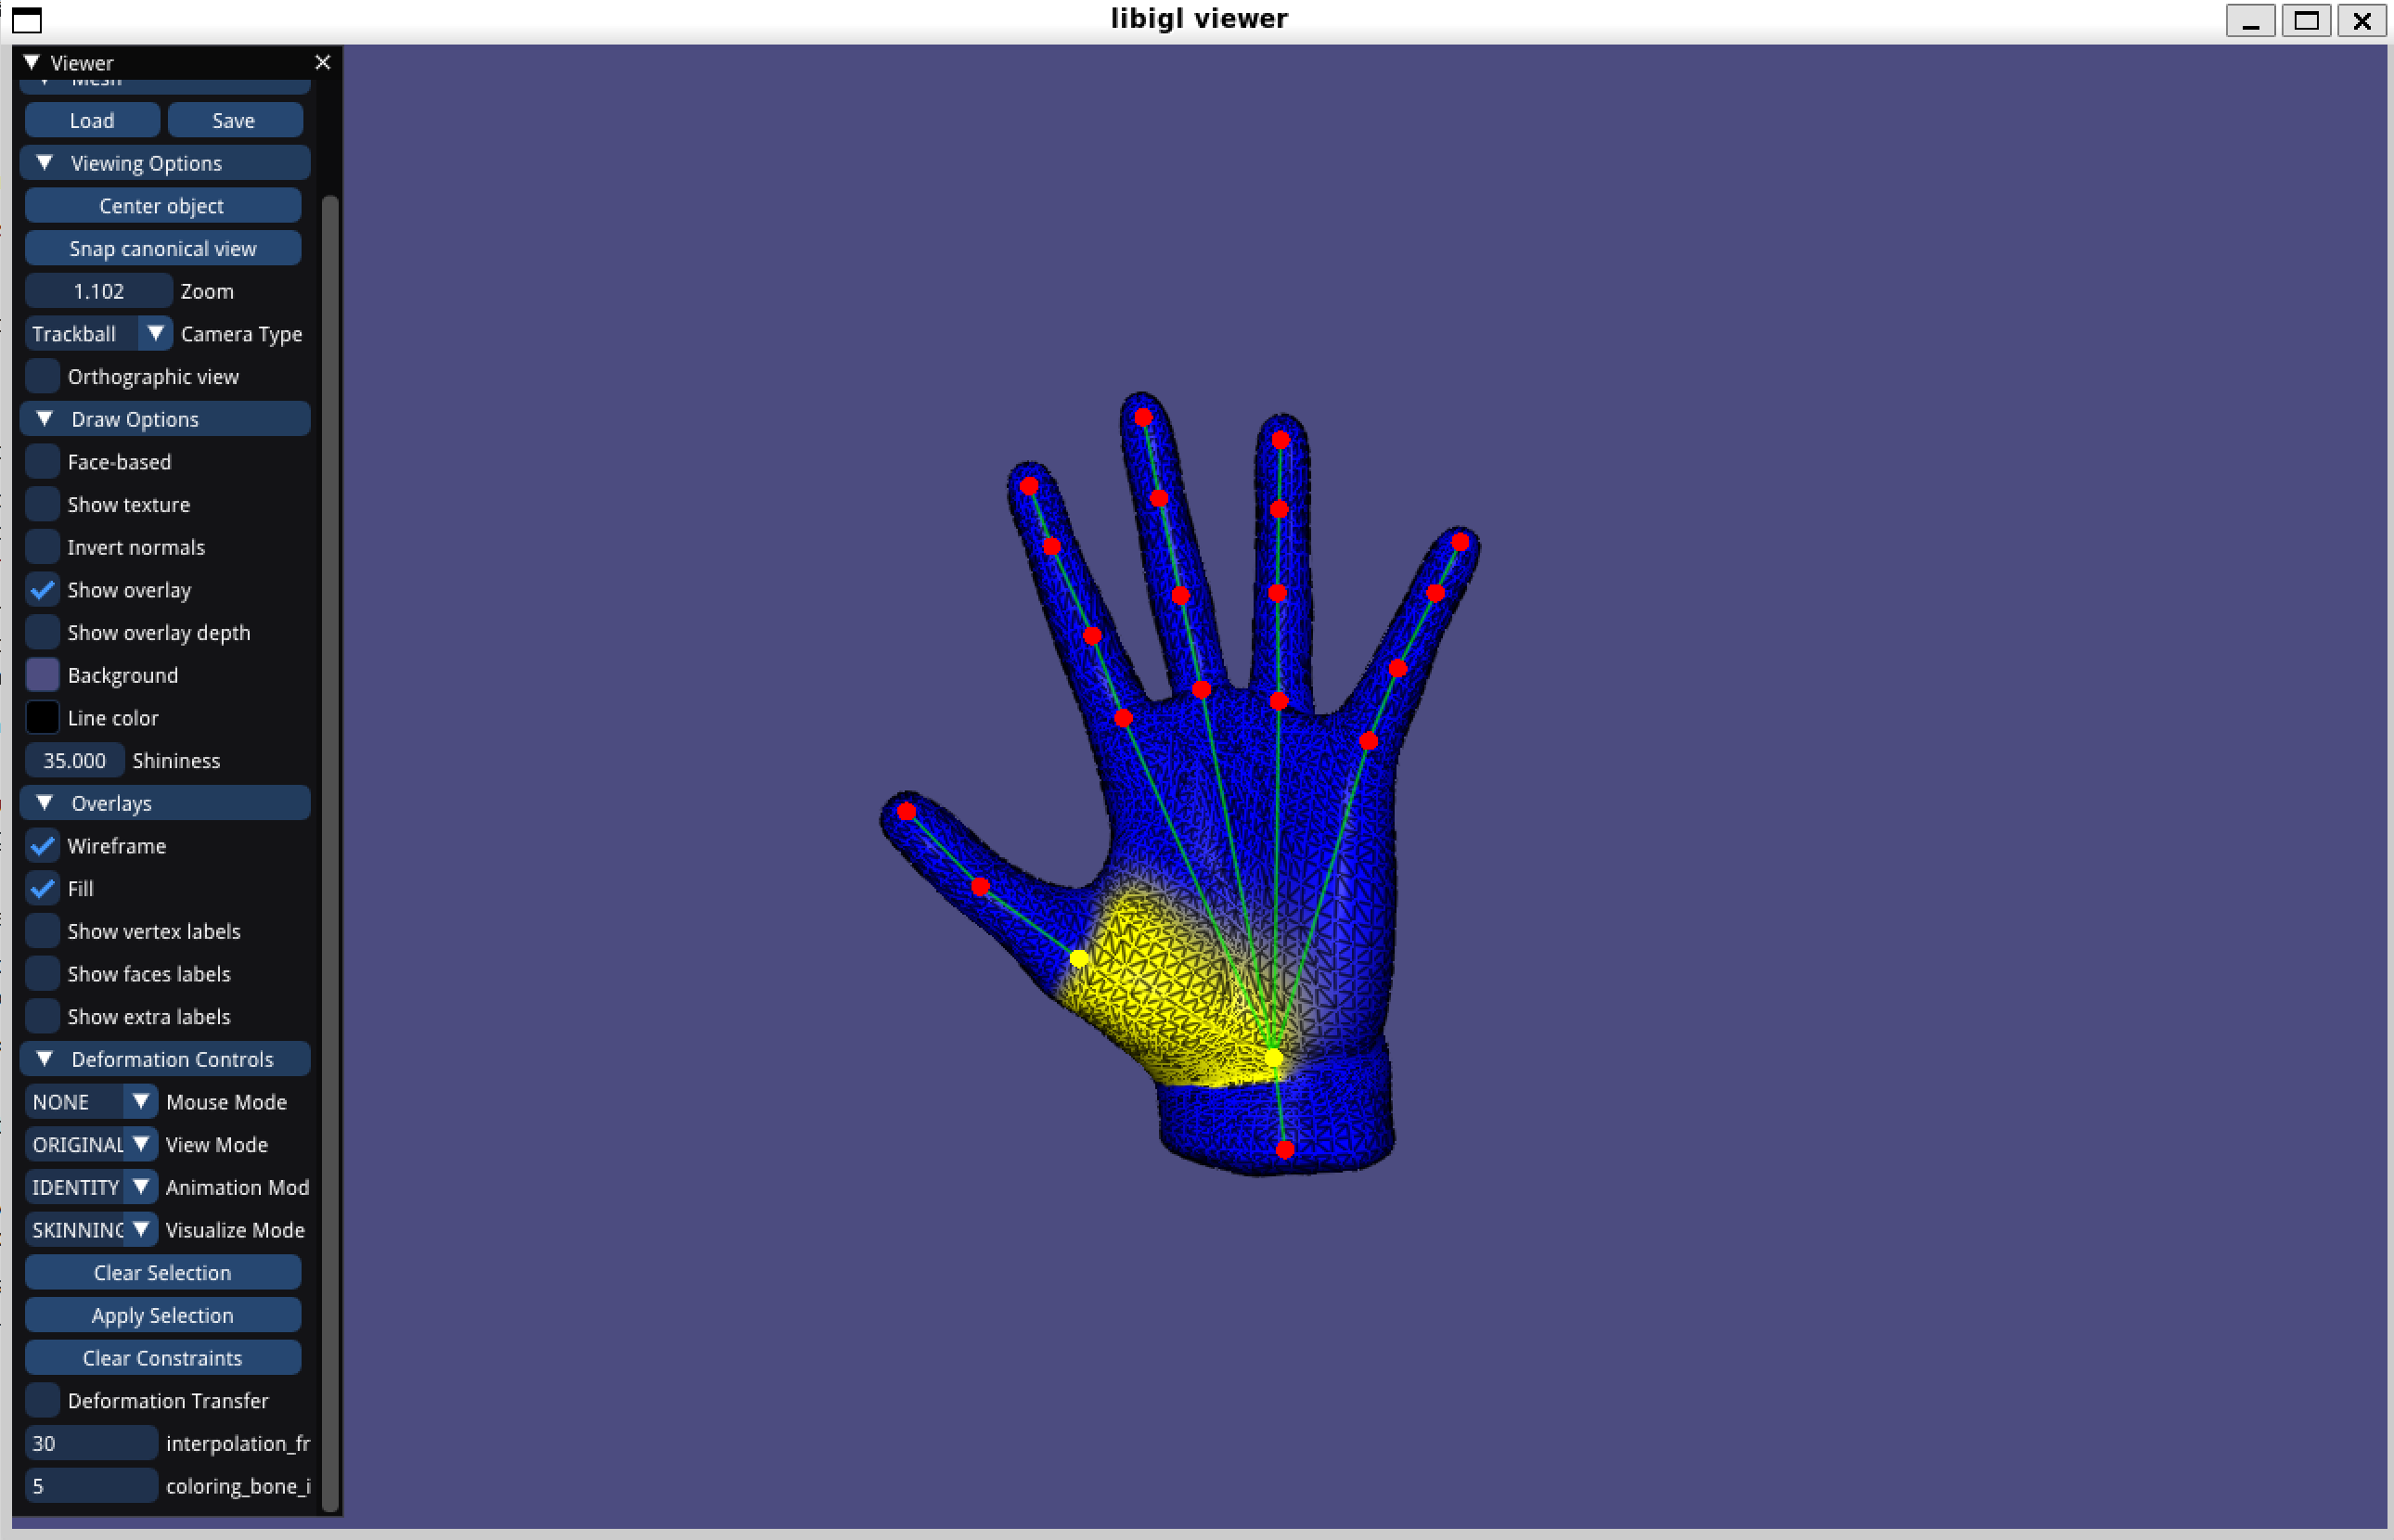 libigl viewer
Viewer
Mesh
Load Save
Viewing Options
Center object
Snap canonical view
1.102 Zoom
Trackball Camera Type
Orthographic view
Draw Options
Face-based
Show texture
Invert normals
Show overlay
Show overlay depth
Background
Line color
35.000 Shininess
Overlays
Wireframe
Fill
Show vertex labels
Show faces labels
Show extra labels
Deformation Controls
NONE Mouse Mode
ORIGINAL View Mode
IDENTITY Animation Mod
SKINNING Visualize Mode
Clear Selection
Apply Selection
Clear Constraints
Deformation Transfer
30 interpolation_fr
5 coloring_bone_i